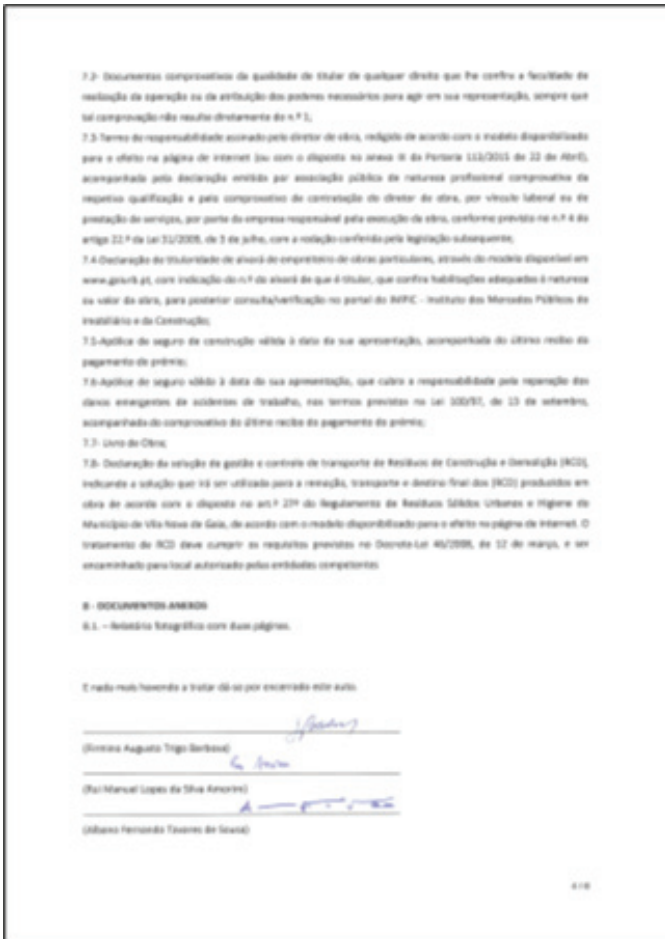 7.2- Documentos comprovativos da qualidade de titular de qualquer direito que lhe confira a faculdade de
realização da operação ou da atribuição dos poderes necessários para agir em sua representação, sempre que
tal comprovação não resulte diretamente do n.º 1;
7.3-Termo de responsabilidade assinado pelo diretor de obra, redigido de acordo com o modelo disponibilizado
para o efeito na página de internet (ou com o disposto no anexo III da Portaria 113/2015 de 22 de Abril),
acompanhada pela declaração emitida por associação pública de natureza profissional comprovativa da
respetiva qualificação e pelo comprovativo de contratação do diretor de obra, por vínculo laboral ou de
prestação de serviços, por parte da empresa responsável pela execução da obra, conforme previsto no n.º 4 do
artigo 22.º da Lei 31/2009, de 3 de julho, com a redação conferida pela legislação subsequente;
7.4-Declaração de titularidade de alvará de empreiteiro de obras particulares, através do modelo disponível em
www.gaiurb.pt, com indicação do n.º do alvará de que é titular, que confira habilitações adequadas à natureza
ou valor da obra, para posterior consulta/verificação no portal do IMPIC - Instituto dos Mercados Públicos do
Imobiliário e da Construção;
7.5-Apólice de seguro de construção válida à data da sua apresentação, acompanhada do último recibo de
pagamento do prémio;
7.6-Apólice de seguro válido à data da sua apresentação, que cubra a responsabilidade pela reparação dos
danos emergentes de acidentes de trabalho, nos termos previstos na Lei 100/97, de 13 de setembro,
acompanhada do comprovativo do último recibo de pagamento do prémio;
7.7- Livro de Obra;
7.8- Declaração da solução de gestão e controlo de transporte de Resíduos de Construção e Demolição (RCD),
indicando a solução que irá ser utilizada para a remoção, transporte e destino final dos (RCD) produzidos em
obra de acordo com o disposto no art.º 27º do Regulamento de Resíduos Sólidos Urbanos e Higiene do
Município de Vila Nova de Gaia, de acordo com o modelo disponibilizado para o efeito na página de internet. O
tratamento de RCD deve cumprir os requisitos previstos no Decreto-Lei 46/2008, de 12 de março, e ser
encaminhado para local autorizado pelas entidades competentes
8 - DOCUMENTOS ANEXOS
8.1. – Relatório fotográfico com duas páginas.
E nada mais havendo a tratar dá-se por encerrado este auto.
(Firmino Augusto Trigo Barbosa)
(Rui Manuel Lopes da Silva Amorim)
(Albano Fernando Tavares de Sousa)